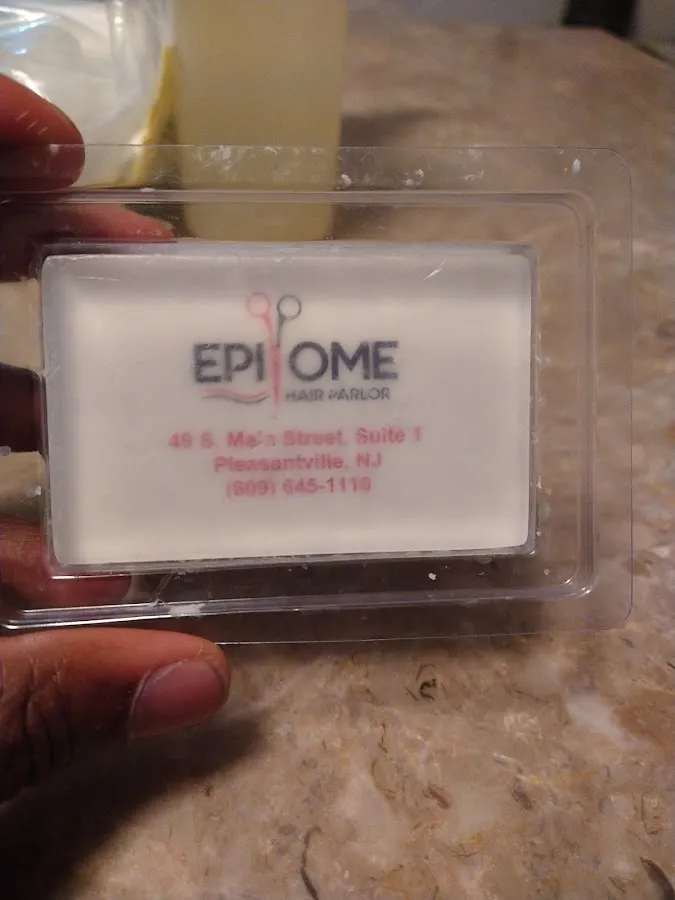 EPITOME
HAIR PARLOR
49 S. Main Street, Suite 1
Pleasantville, NJ
(609) 645-1110